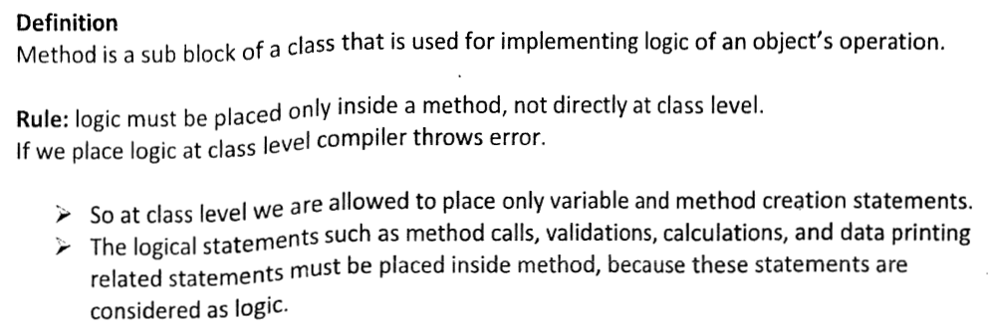 Definition
Method is a sub block of a class that is used for implementing logic of an object's operation.
Rule: logic must be placed only inside a method, not directly at class level.
If we place logic at class level compiler throws error.
➢ So at class level we are allowed to place only variable and method creation statements.
➢ The logical statements such as method calls, validations, calculations, and data printing
related statements must be placed inside method, because these statements are
considered as logic.